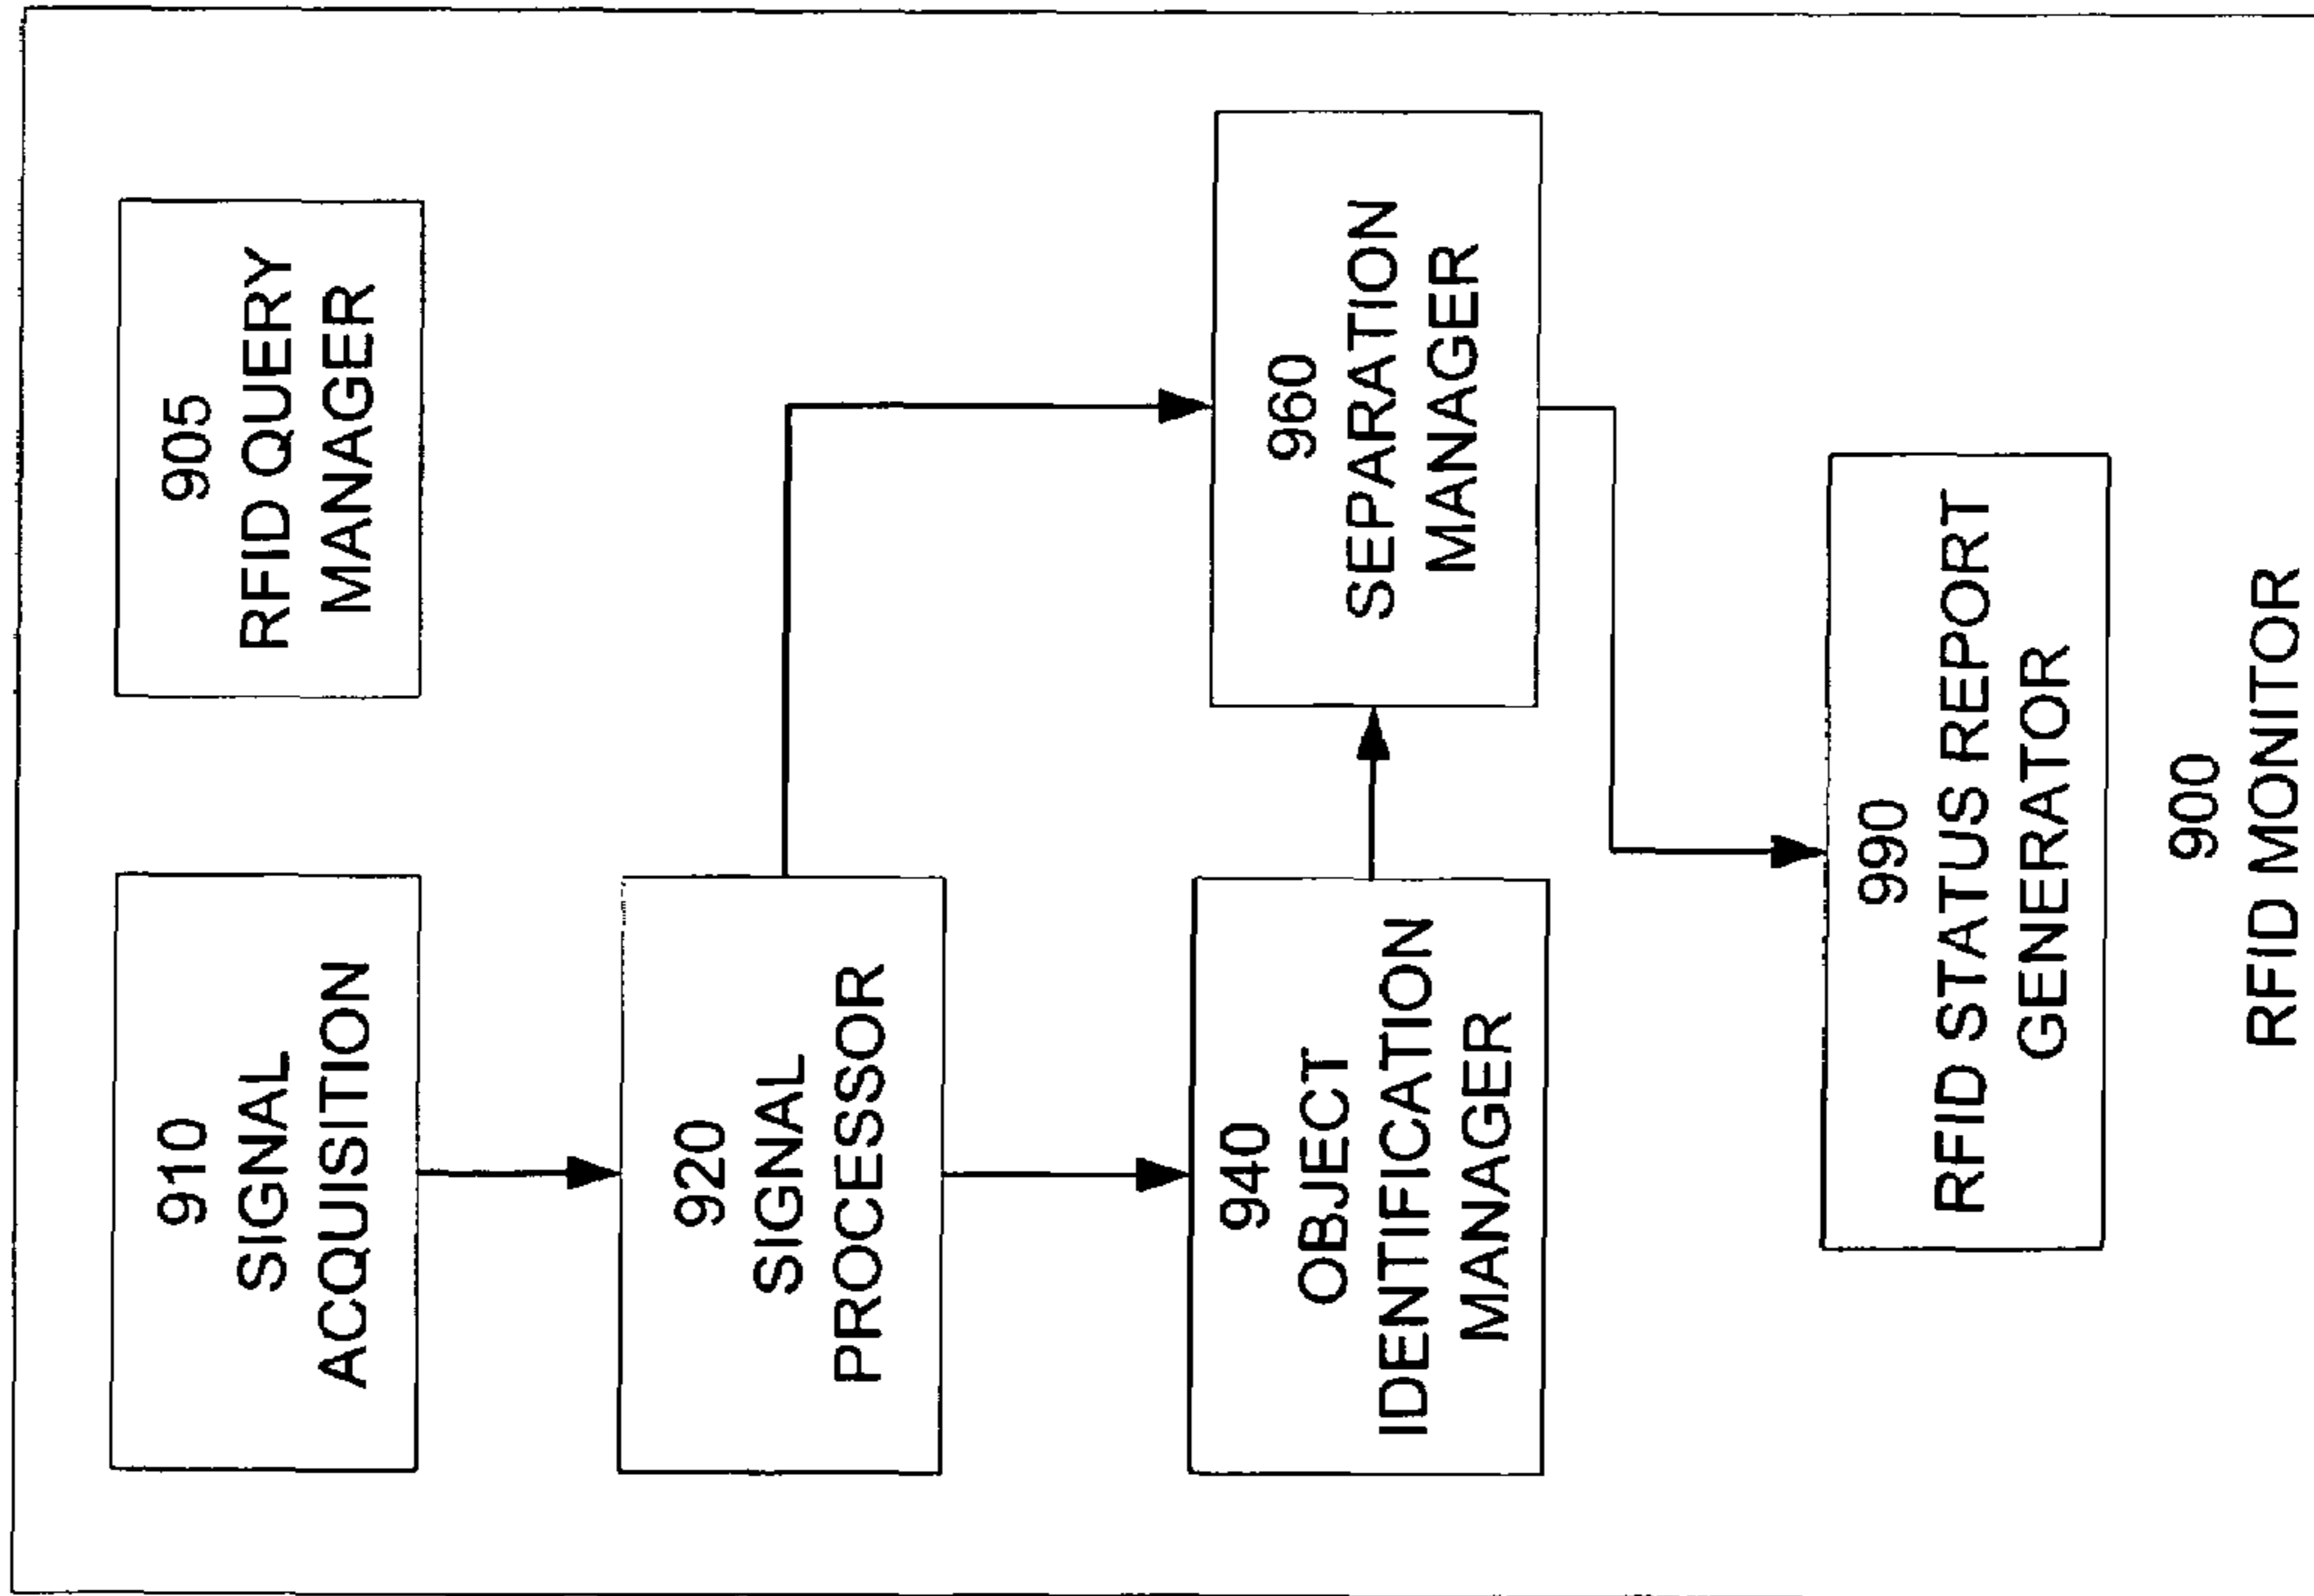 910
SIGNAL
ACQUISITION
905
RFID QUERY
MANAGER
920
SIGNAL
PROCESSOR
940
OBJECT
IDENTIFICATION
MANAGER
960
SEPARATION
MANAGER
990
RFID STATUS REPORT
GENERATOR
900
RFID MONITOR